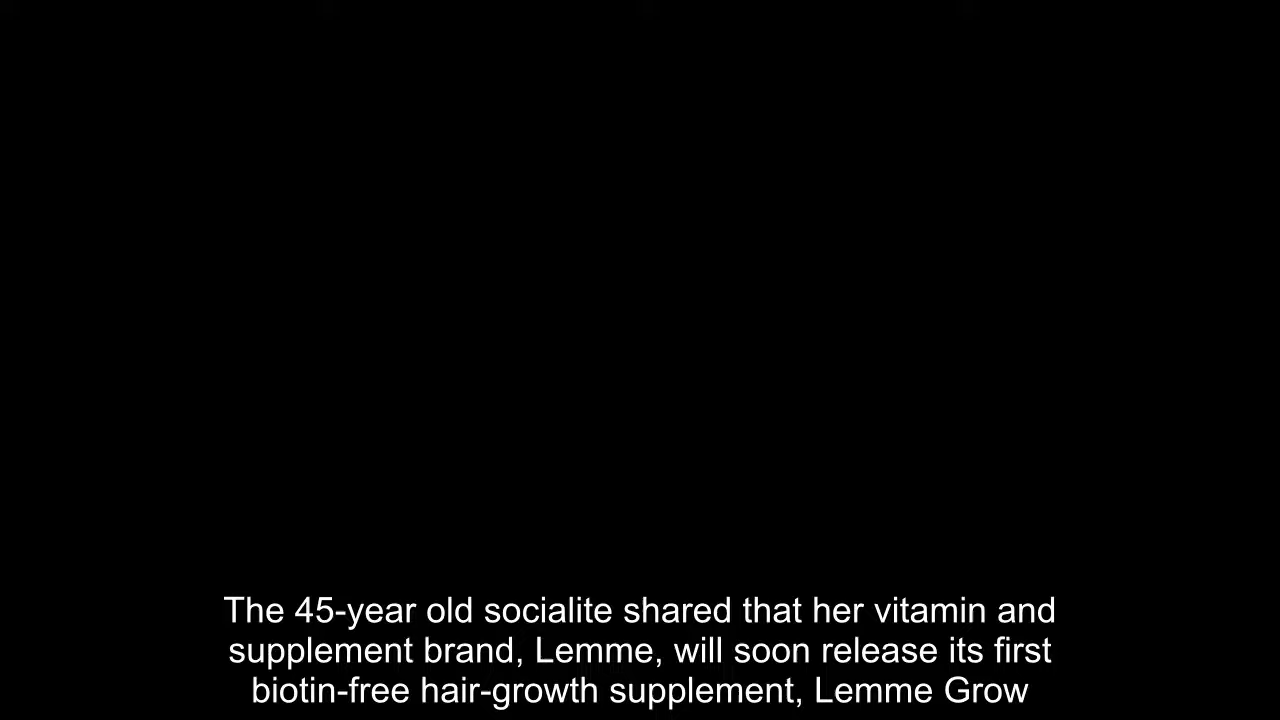 The 45-year old socialite shared that her vitamin and
supplement brand, Lemme, will soon release its first
biotin-free hair-growth supplement, Lemme Grow